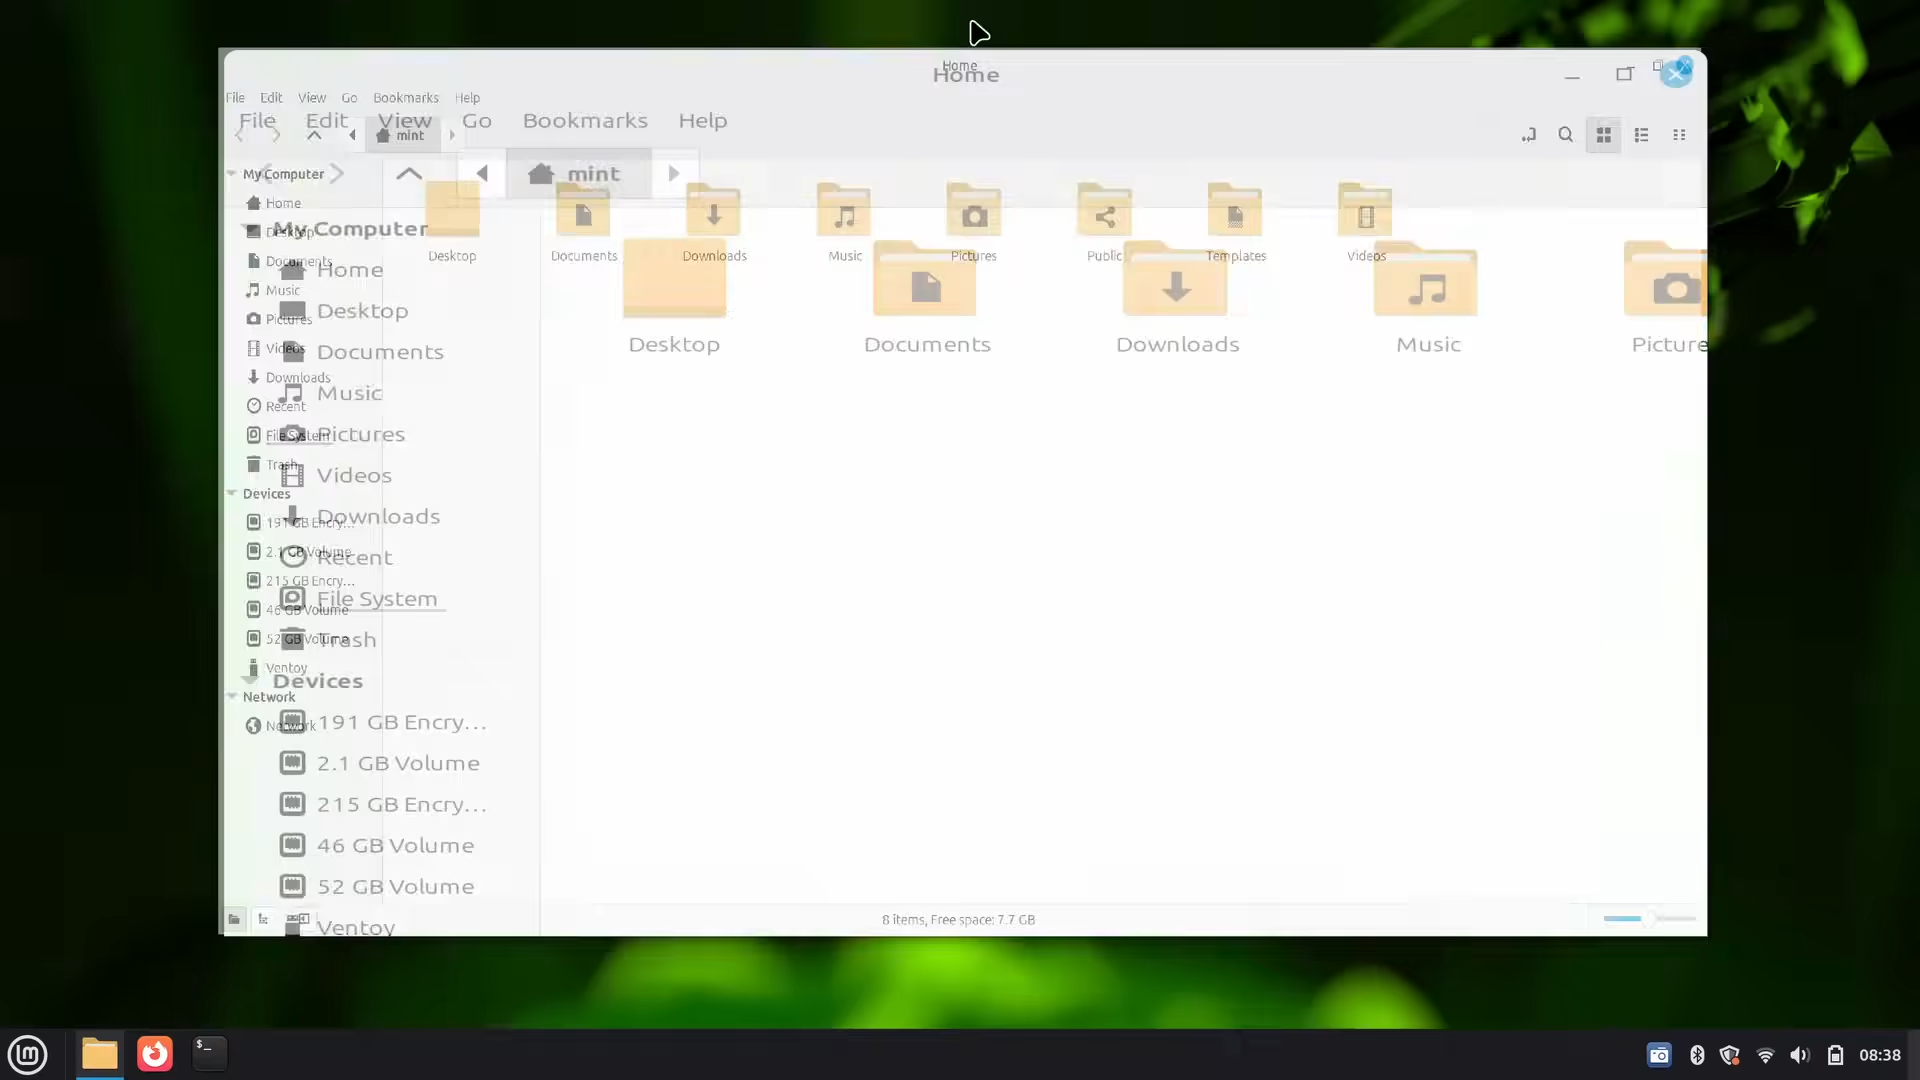 Home
Home
File Edit View Go Bookmarks Help
File Edit View Go Bookmarks Help
mint
mint
My Computer
Home
Desktop
Documents
Music
Pictures
Videos
Downloads
Recent
File System
Trash
Devices
191 GB Encry...
2.1 GB Volume
215 GB Encry...
46 GB Volume
52 GB Volume
Ventoy
Network
Network
My Computer
Home
Desktop
Documents
Music
Pictures
Videos
Downloads
Recent
File System
Trash
Devices
191 GB Encry...
2.1 GB Volume
215 GB Encry...
46 GB Volume
52 GB Volume
Ventoy
Desktop Documents Downloads Music Pictures Public Templates Videos
Desktop Documents Downloads Music Picture
8 items, Free space: 7.7 GB
$_
08:38